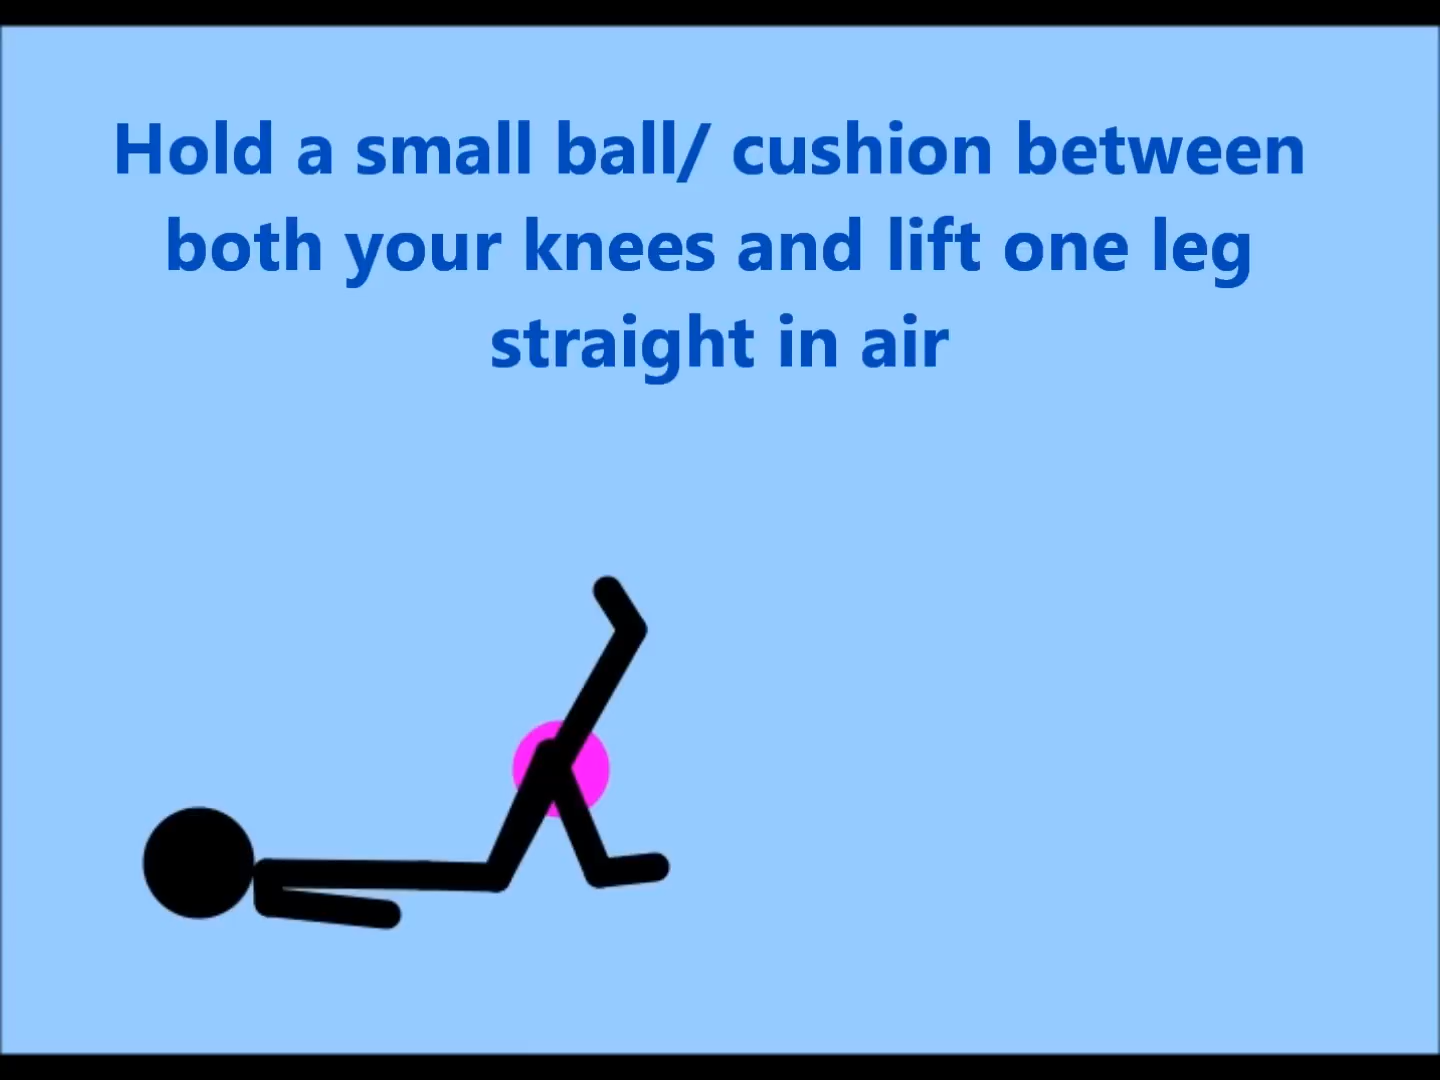 Hold a small ball/ cushion between
both your knees and lift one leg
straight in air